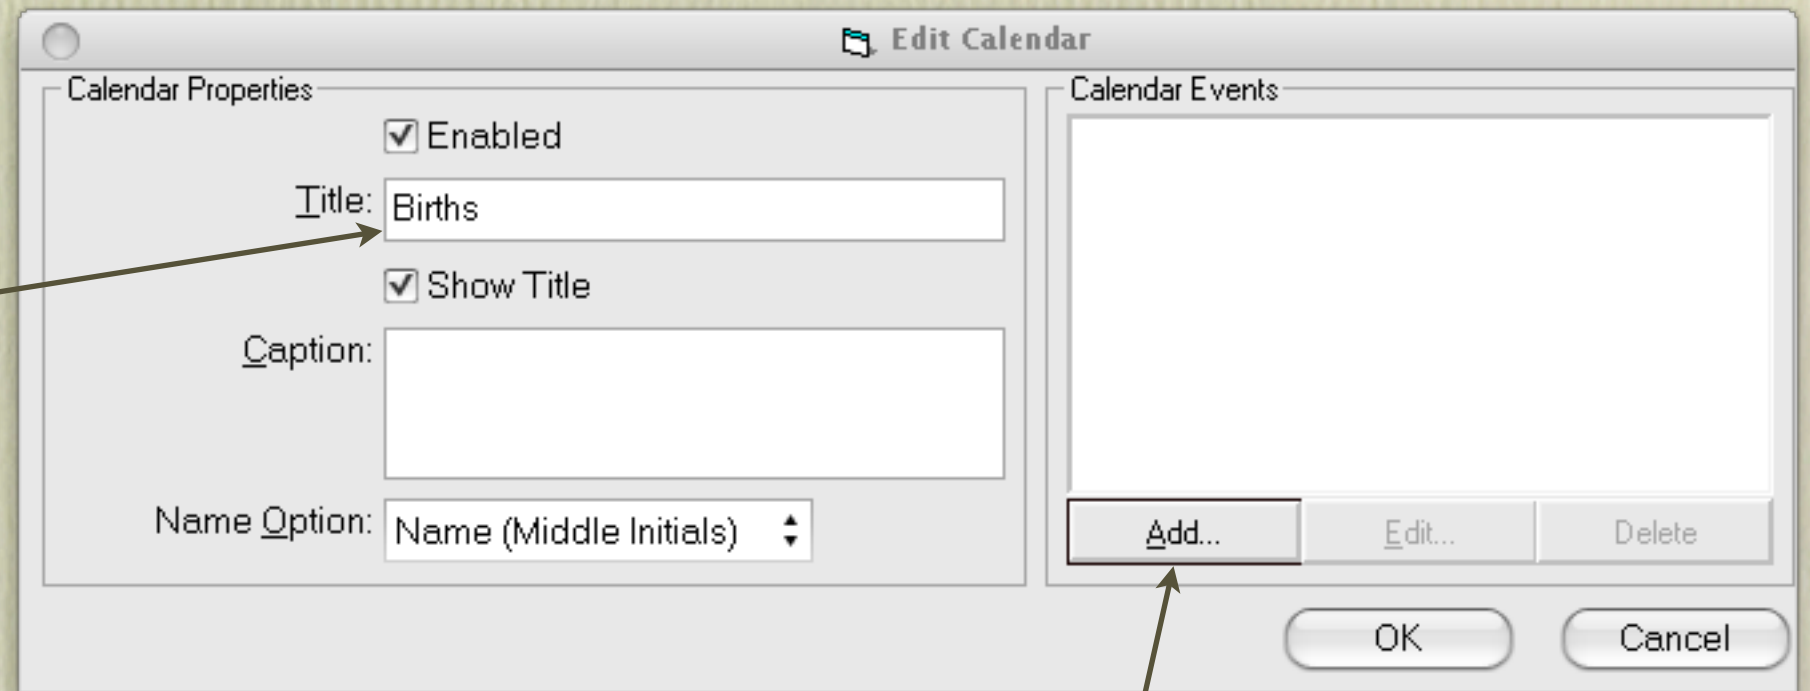 Edit Calendar
Calendar Properties
Enabled
Title: Births
Show Title
Caption:
Name Option: Name (Middle Initials)
Calendar Events
Add... Edit... Delete
OK Cancel